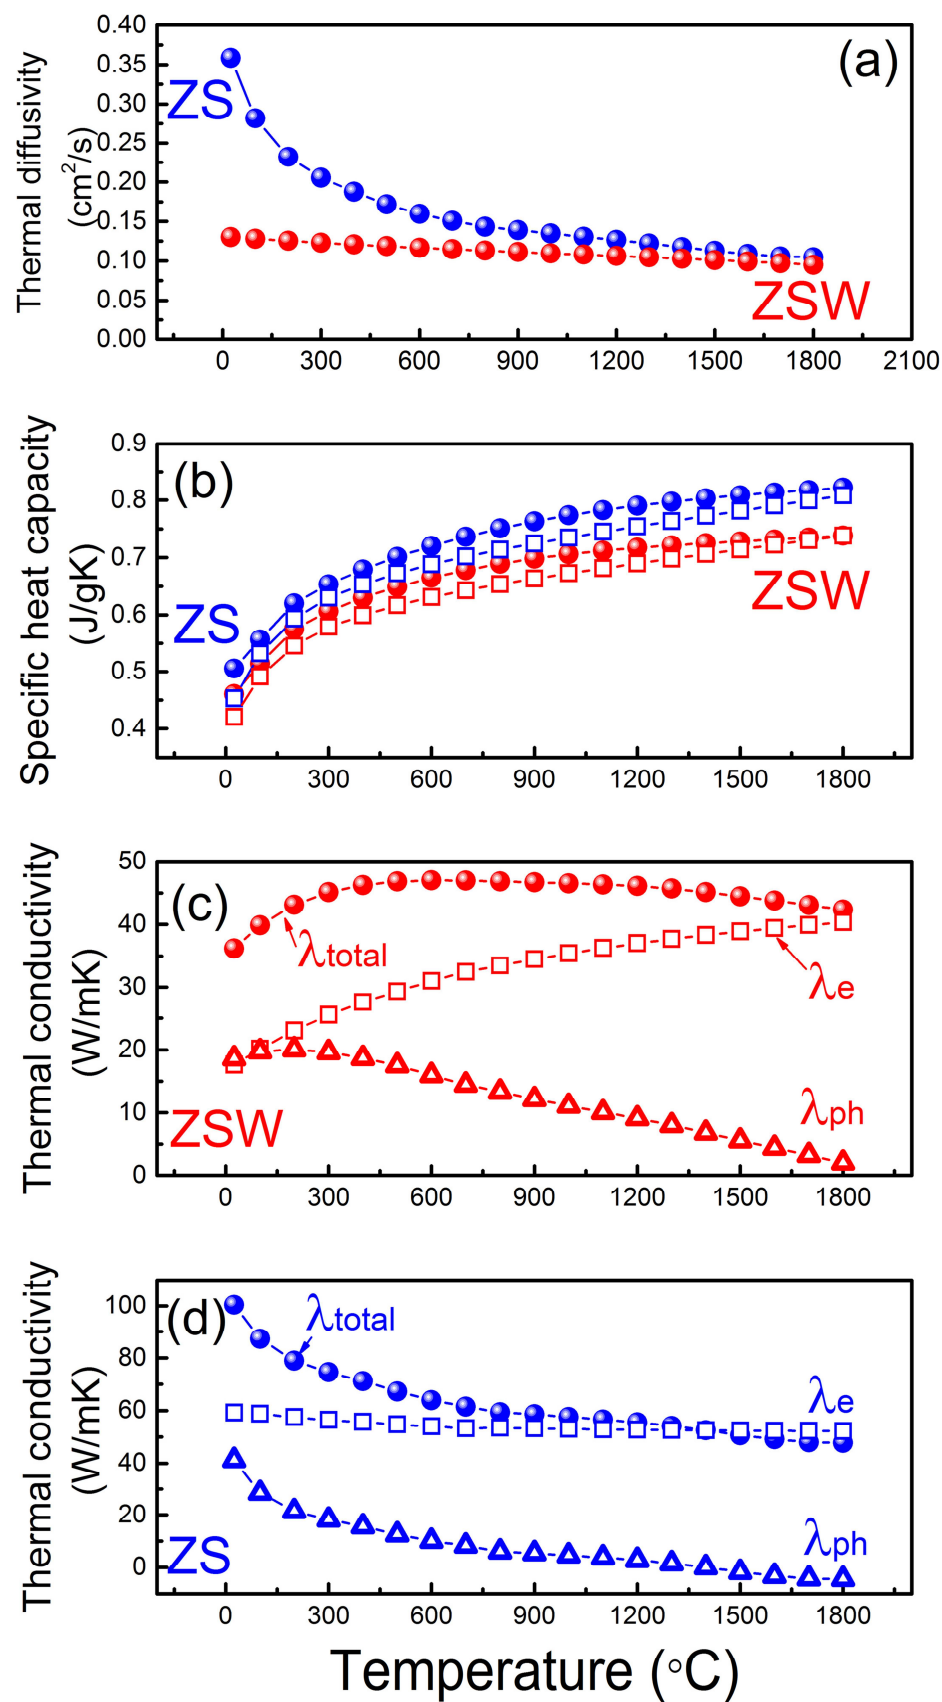 Thermal diffusivity
(cm²/s)
0.40
0.35
0.30
0.25
0.20
0.15
0.10
0.05
0.00
(a)
ZS
ZSW
0 300 600 900 1200 1500 1800 2100
Specific heat capacity
(J/gK)
0.9
0.8
0.7
0.6
0.5
0.4
(b)
ZS
ZSW
0 300 600 900 1200 1500 1800
Thermal conductivity
(W/mK)
50
40
30
20
10
0
(c)
λtotal
λe
λph
ZSW
0 300 600 900 1200 1500 1800
Thermal conductivity
(W/mK)
100
80
60
40
20
0
(d)
λtotal
λe
λph
ZS
0 300 600 900 1200 1500 1800
Temperature (°C)